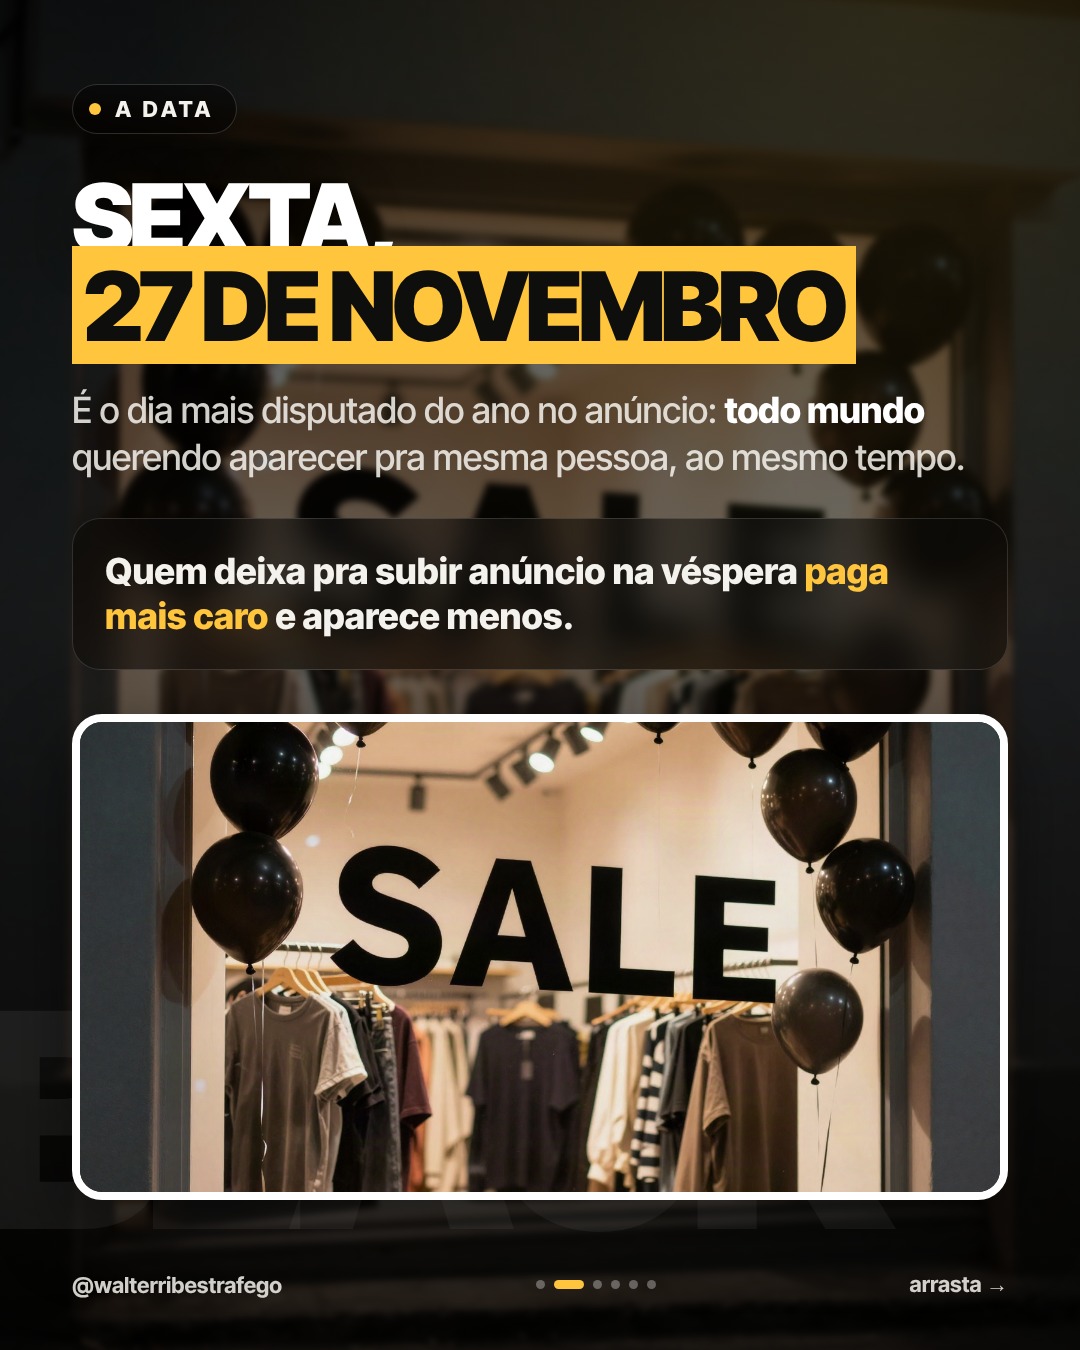 A DATA
SEXTA,
27 DE NOVEMBRO
É o dia mais disputado do ano no anúncio: todo mundo
querendo aparecer pra mesma pessoa, ao mesmo tempo.
Quem deixa pra subir anúncio na véspera paga
mais caro e aparece menos.
SALE
@walterribestrafego
arrasta →